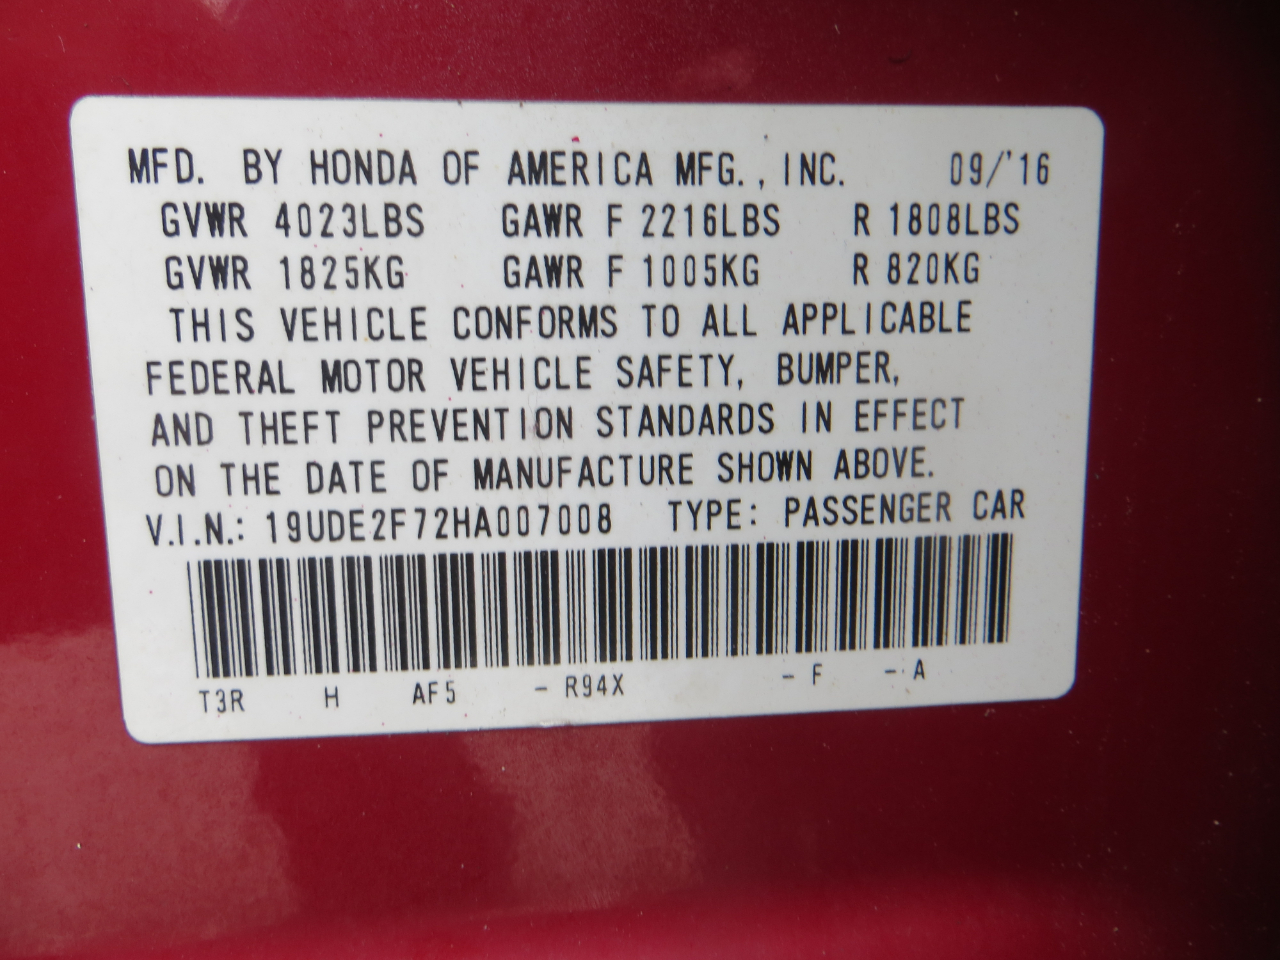 MFD. BY HONDA OF AMERICA MFG., INC. 09/'16
GVWR 4023LBS GAWR F 2216LBS R 1808LBS
GVWR 1825KG GAWR F 1005KG R 820KG
THIS VEHICLE CONFORMS TO ALL APPLICABLE
FEDERAL MOTOR VEHICLE SAFETY, BUMPER,
AND THEFT PREVENTION STANDARDS IN EFFECT
ON THE DATE OF MANUFACTURE SHOWN ABOVE.
V.I.N.: 19UDE2F72HA007008 TYPE: PASSENGER CAR
T3R H AF5 - R94X - F - A